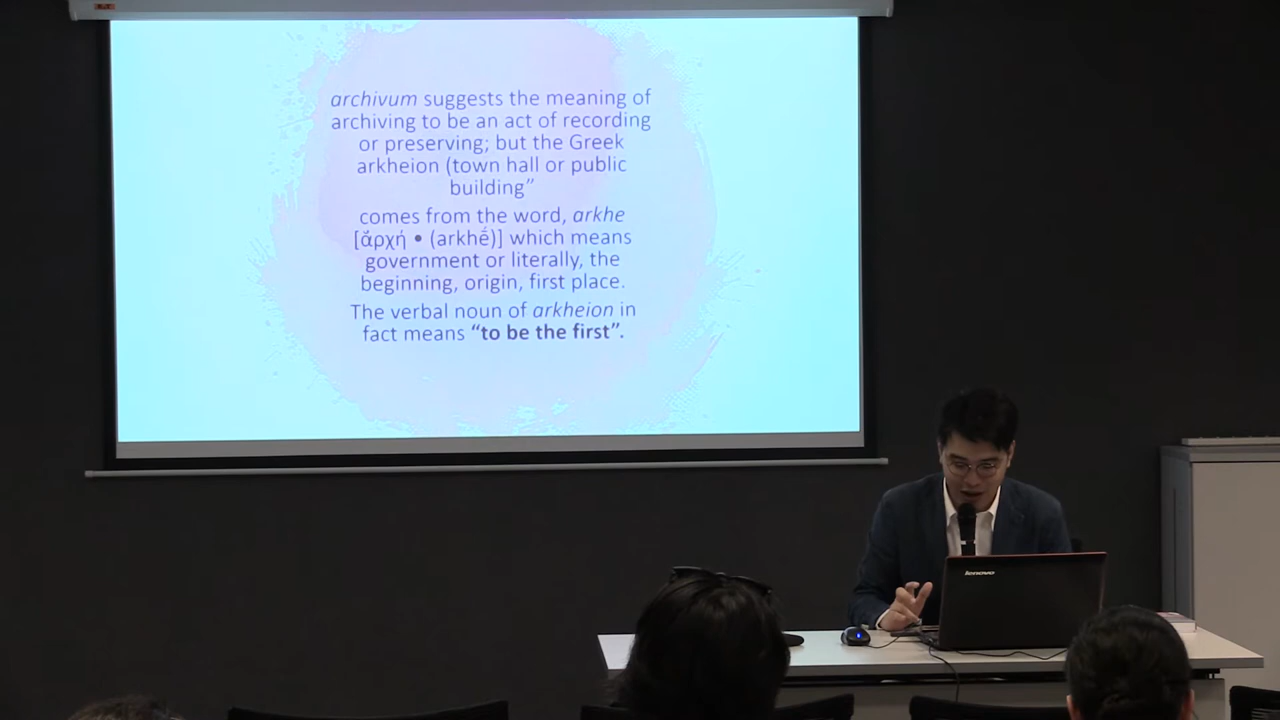 archivum suggests the meaning of
archiving to be an act of recording
or preserving; but the Greek
arkheion (town hall or public
building”
comes from the word, arkhe
[ἄρχή • (arkhḗ)] which means
government or literally, the
beginning, origin, first place.
The verbal noun of arkheion in
fact means “to be the first”.
lenovo